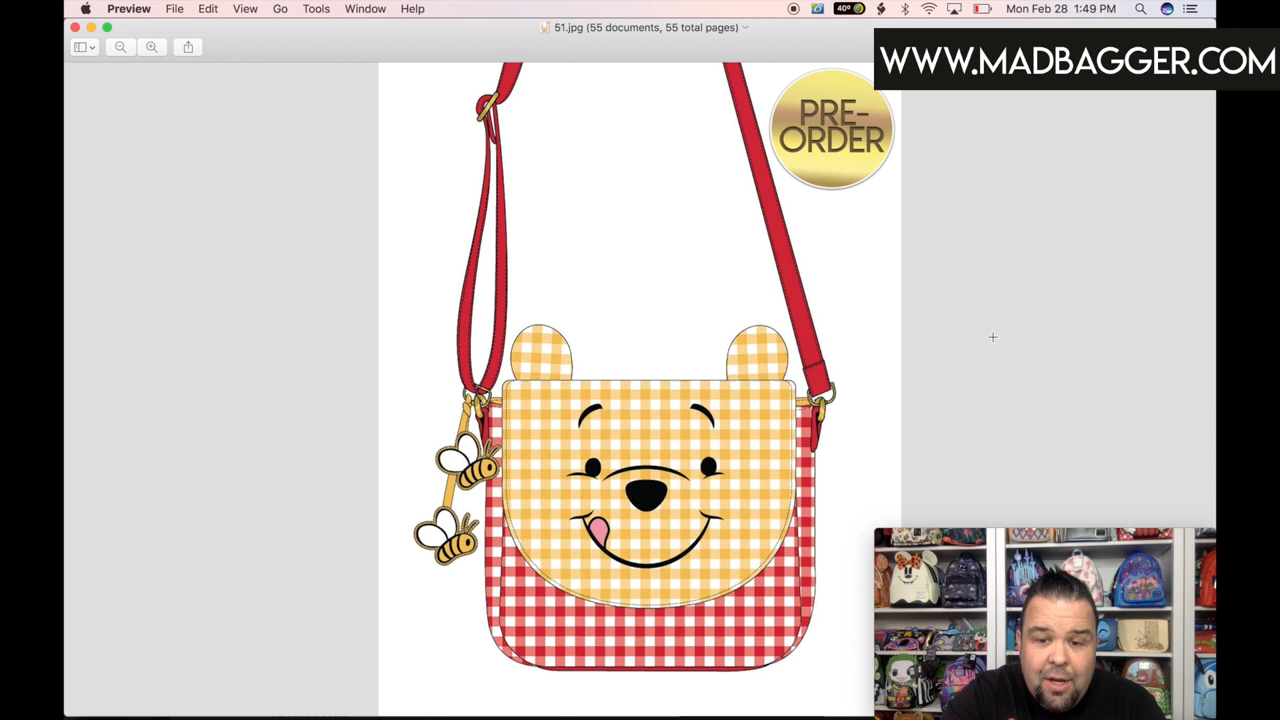 Preview File Edit View Go Tools Window Help 40° Mon Feb 28 1:49 PM
51.jpg (55 documents, 55 total pages)
WWW.MADBAGGER.COM
PRE-
ORDER